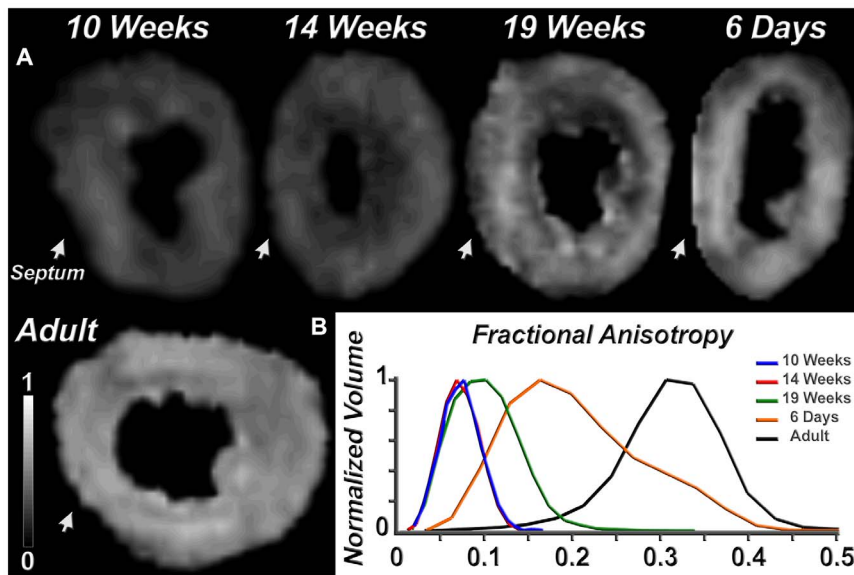 10 Weeks 14 Weeks 19 Weeks 6 Days
A
Septum
Adult
1
0
B
Fractional Anisotropy
Normalized Volume
1
0
10 Weeks
14 Weeks
19 Weeks
6 Days
Adult
0 0.1 0.2 0.3 0.4 0.5